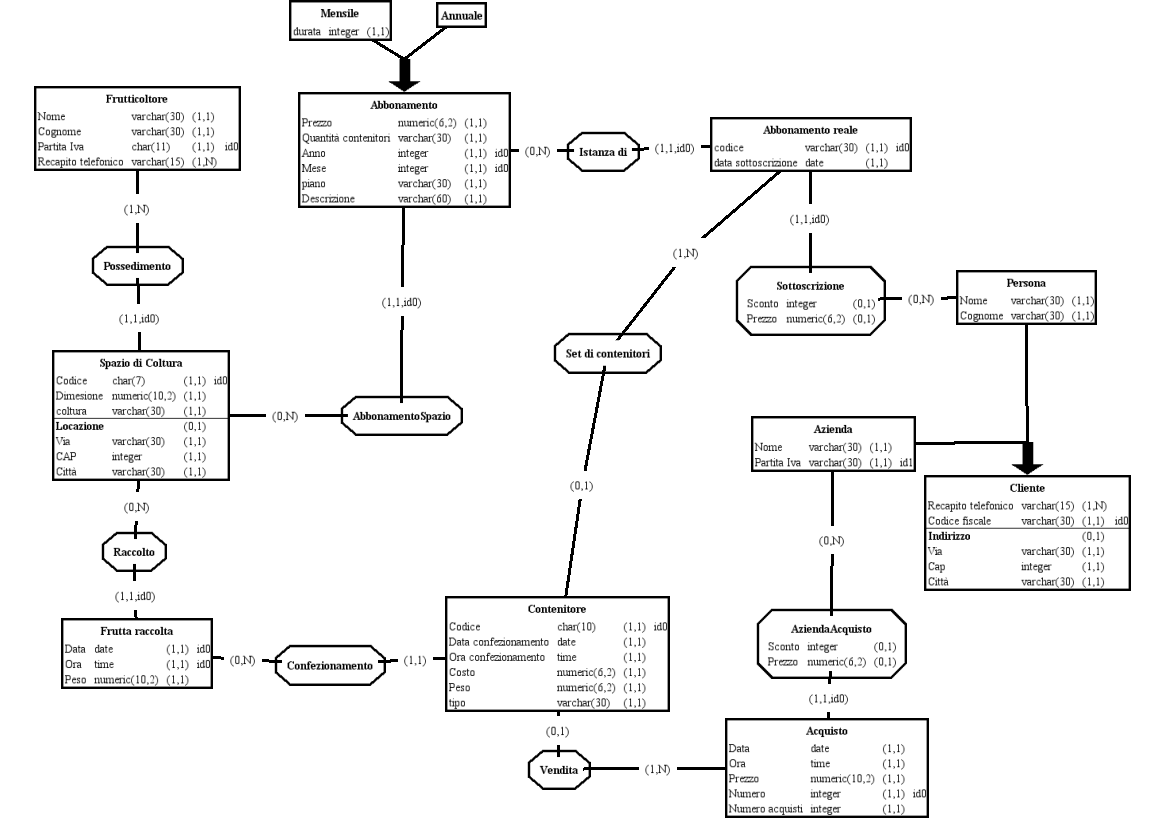 Mensile
durata integer (1,1)
Annuale
Frutticoltore
Nome varchar(30) (1,1)
Cognome varchar(30) (1,1)
Partita Iva char(11) (1,1) id0
Recapito telefonico varchar(15) (1,N)
Abbonamento
Prezzo numeric(6,2) (1,1)
Quantità contenitori varchar(30) (1,1)
Anno integer (1,1) id0
Mese integer (1,1) id0
piano varchar(30) (1,1)
Descrizione varchar(60) (1,1)
(0,N)
Istanza di
(1,1,id0)
Abbonamento reale
codice varchar(30) (1,1) id0
data sottoscrizione date (1,1)
(1,N)
Possedimento
(1,1,id0)
(1,1,id0)
(1,N)
(1,1,id0)
Sottoscrizione
Sconto integer (0,1)
Prezzo numeric(6,2) (0,1)
(0,N)
Persona
Nome varchar(30) (1,1)
Cognome varchar(30) (1,1)
Set di contenitori
Spazio di Coltura
Codice char(7) (1,1) id0
Dimesione numeric(10,2) (1,1)
coltura varchar(30) (1,1)
Locazione (0,1)
Via varchar(30) (1,1)
CAP integer (1,1)
Città varchar(30) (1,1)
(0,N)
AbbonamentoSpazio
Azienda
Nome varchar(30) (1,1)
Partita Iva varchar(30) (1,1) id1
Cliente
Recapito telefonico varchar(15) (1,N)
Codice fiscale varchar(30) (1,1) id0
Indirizzo (0,1)
Via varchar(30) (1,1)
Cap integer (1,1)
Città varchar(30) (1,1)
(0,1)
(0,N)
(0,N)
Raccolto
(1,1,id0)
Frutta raccolta
Data date (1,1) id0
Ora time (1,1) id0
Peso numeric(10,2) (1,1)
(0,N)
Confezionamento
(1,1)
Contenitore
Codice char(10) (1,1) id0
Data confezionamento date (1,1)
Ora confezionamento time (1,1)
Costo numeric(6,2) (1,1)
Peso numeric(6,2) (1,1)
tipo varchar(30) (1,1)
AziendaAcquisto
Sconto integer (0,1)
Prezzo numeric(6,2) (0,1)
(1,1,id0)
(0,1)
Vendita
(1,N)
Acquisto
Data date (1,1)
Ora time (1,1)
Prezzo numeric(10,2) (1,1)
Numero integer (1,1) id0
Numero acquisti integer (1,1)